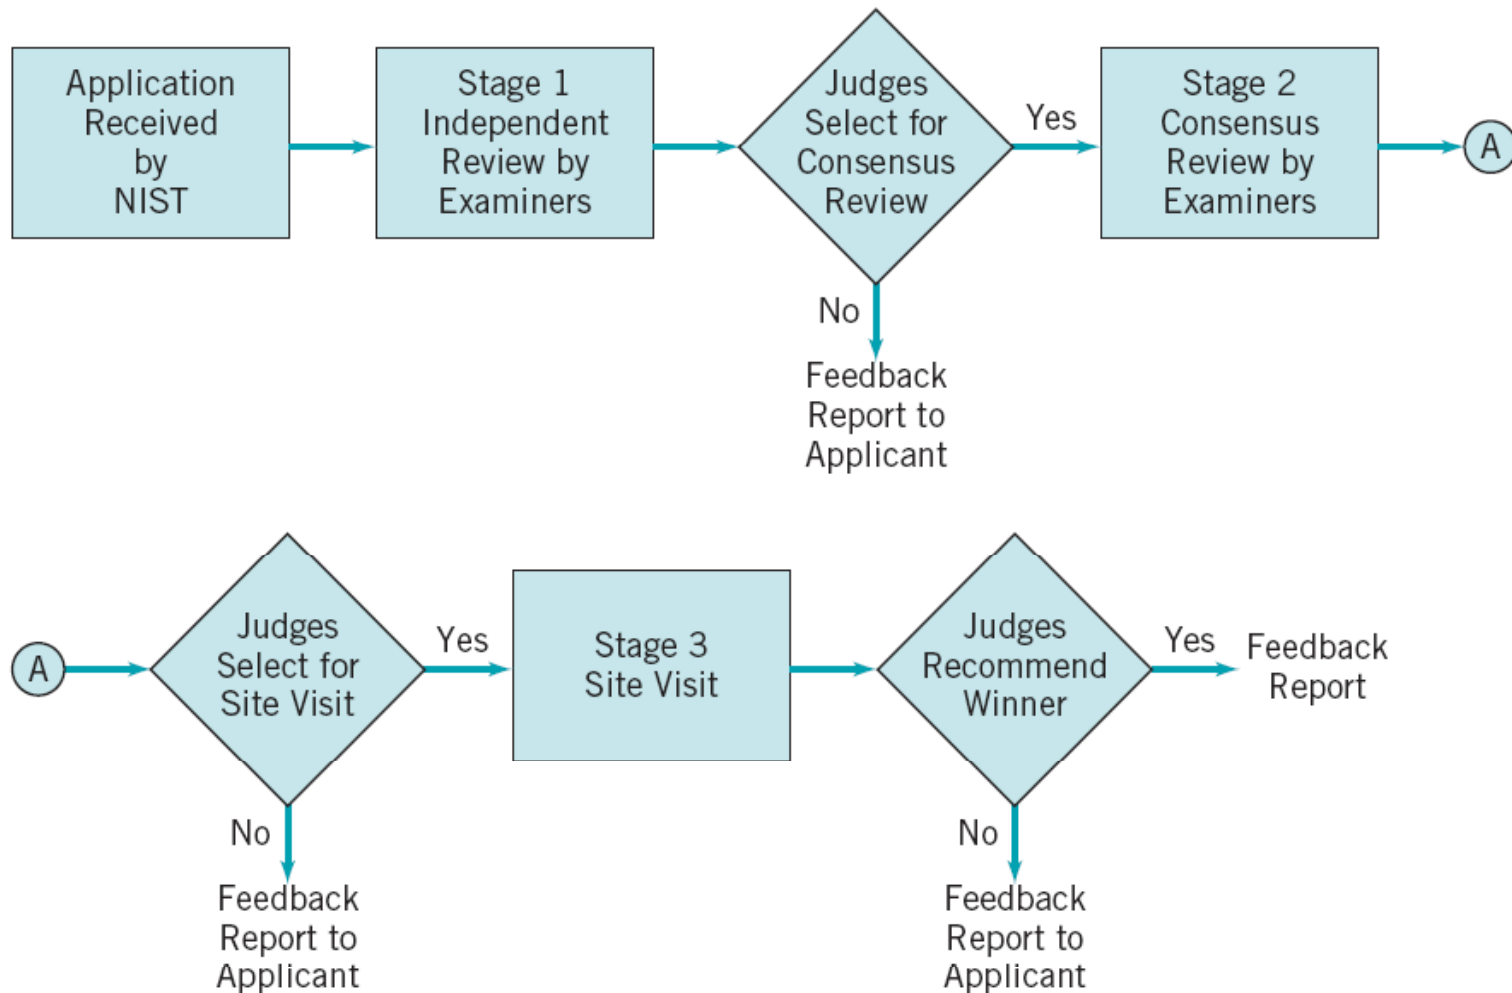 Application
Received
by
NIST
Stage 1
Independent
Review by
Examiners
Judges
Select for
Consensus
Review
Yes
Stage 2
Consensus
Review by
Examiners
A
No
Feedback
Report to
Applicant
A
Judges
Select for
Site Visit
Yes
Stage 3
Site Visit
Judges
Recommend
Winner
Yes
Feedback
Report
No
Feedback
Report to
Applicant
No
Feedback
Report to
Applicant